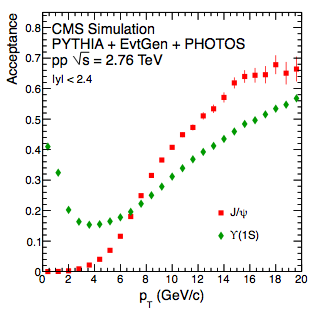 Acceptance
0.8
0.7
0.6
0.5
0.4
0.3
0.2
0.1
0
CMS Simulation
PYTHIA + EvtGen + PHOTOS
pp √s = 2.76 TeV
|y| < 2.4
J/ψ
ϒ(1S)
0 2 4 6 8 10 12 14 16 18 20
p_T (GeV/c)